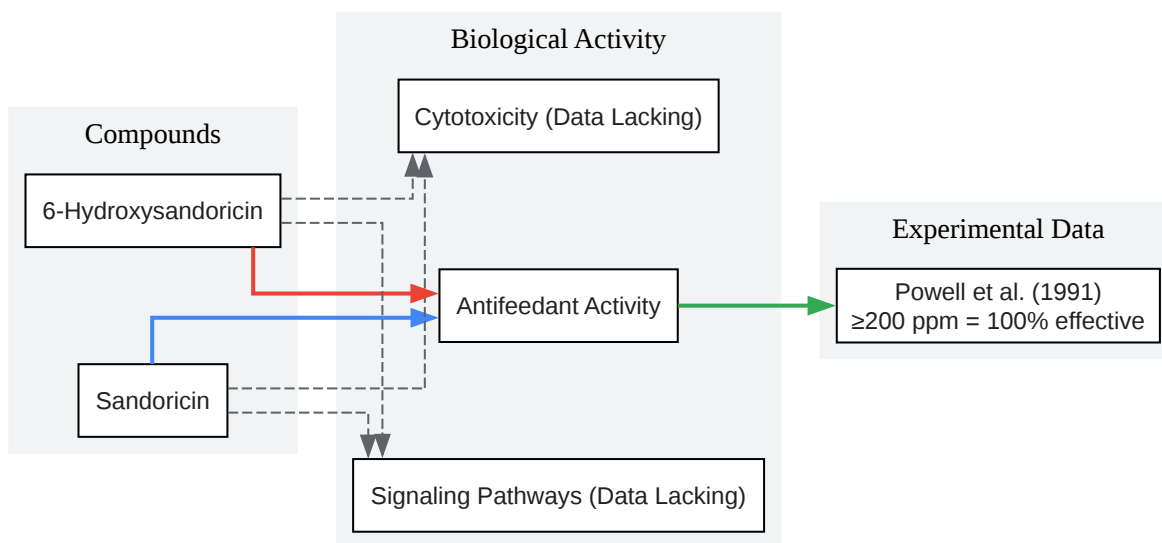 Biological Activity
Cytotoxicity (Data Lacking)
Compounds
6-Hydroxysandoricin
Experimental Data
Antifeedant Activity
Powell et al. (1991)
≥200 ppm = 100% effective
Sandoricin
Signaling Pathways (Data Lacking)